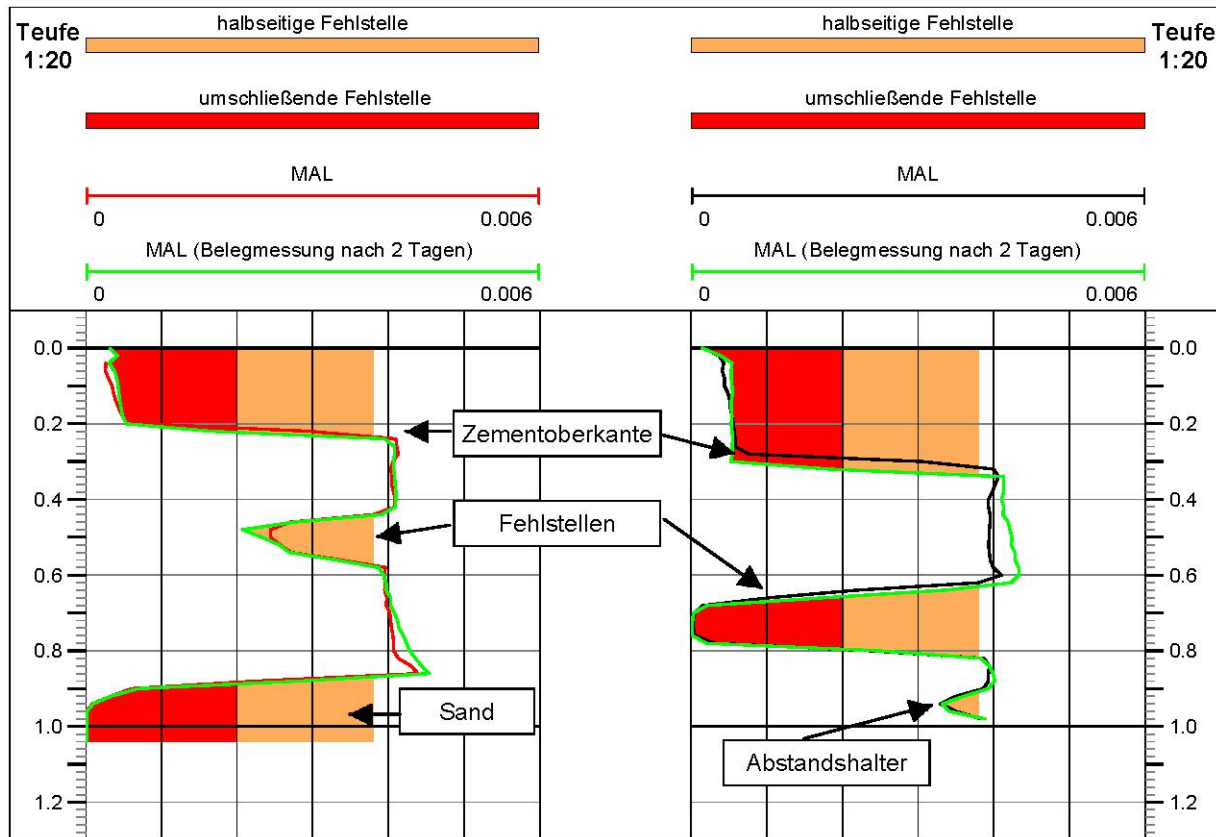 Teufe
1:20
halbseitige Fehlstelle
umschließende Fehlstelle
MAL
0 0.006
MAL (Belegmessung nach 2 Tagen)
0 0.006
halbseitige Fehlstelle
Teufe
1:20
umschließende Fehlstelle
MAL
0 0.006
MAL (Belegmessung nach 2 Tagen)
0 0.006
0.0
0.2
0.4
0.6
0.8
1.0
1.2
Zementoberkante
Fehlstellen
Sand
Abstandshalter
0.0
0.2
0.4
0.6
0.8
1.0
1.2